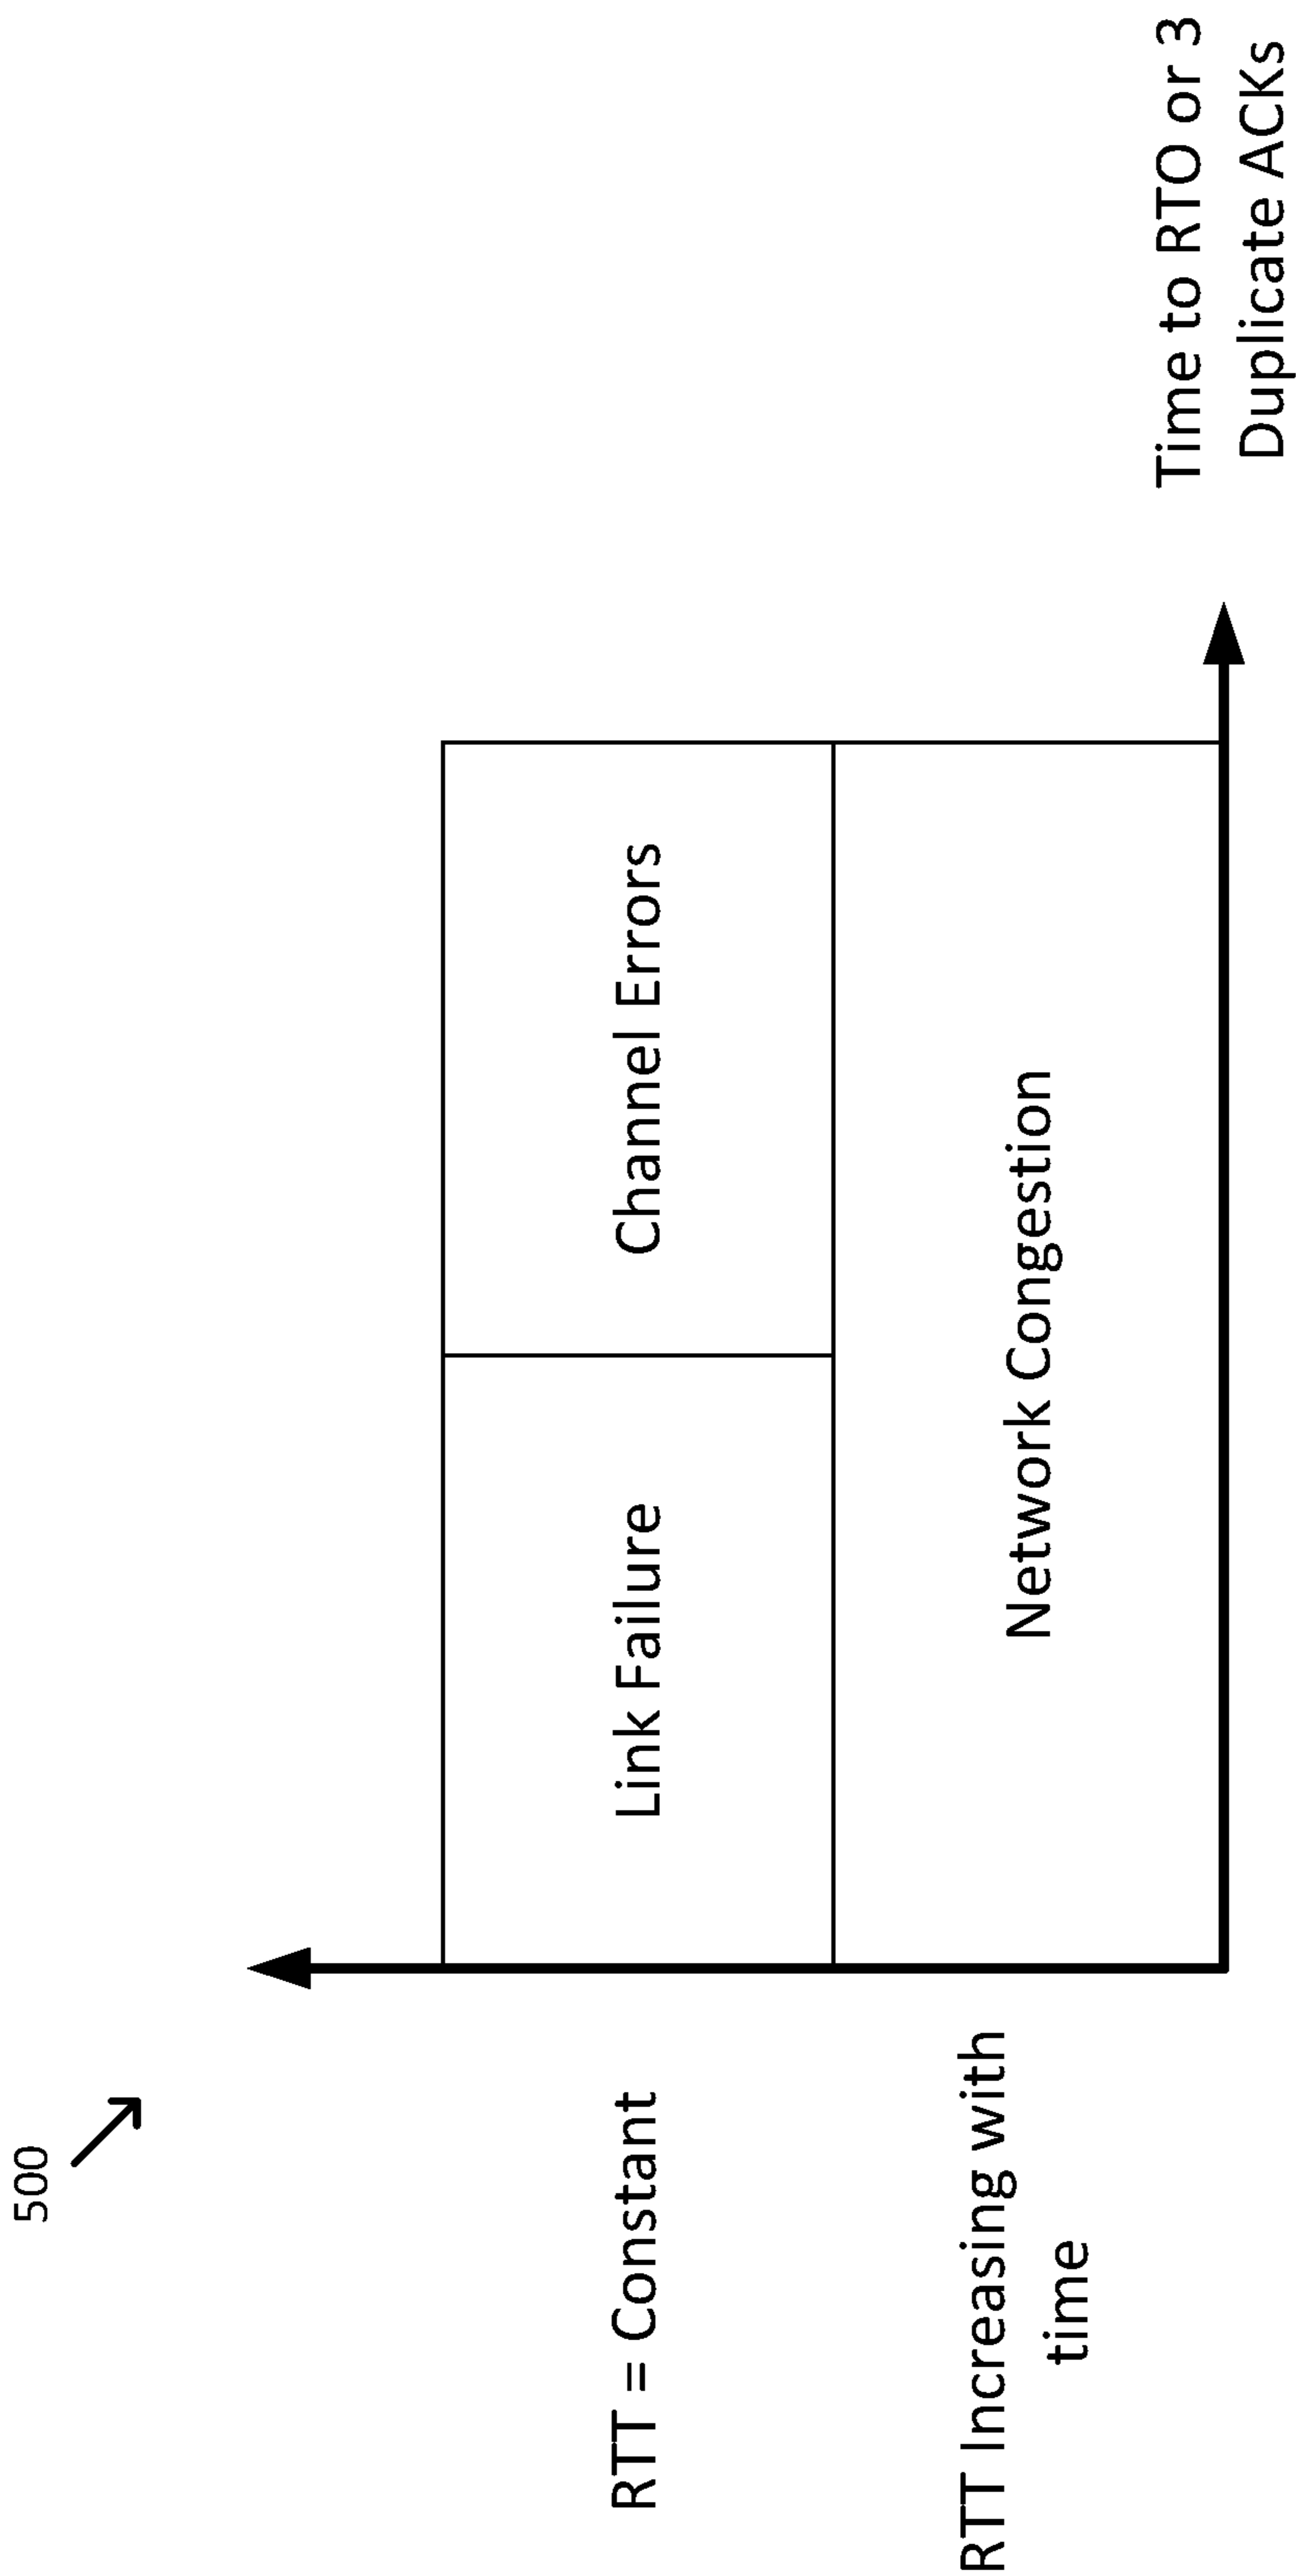 500
RTT = Constant
Link Failure
Channel Errors
RTT Increasing with
time
Network Congestion
Time to RTO or 3
Duplicate ACKs